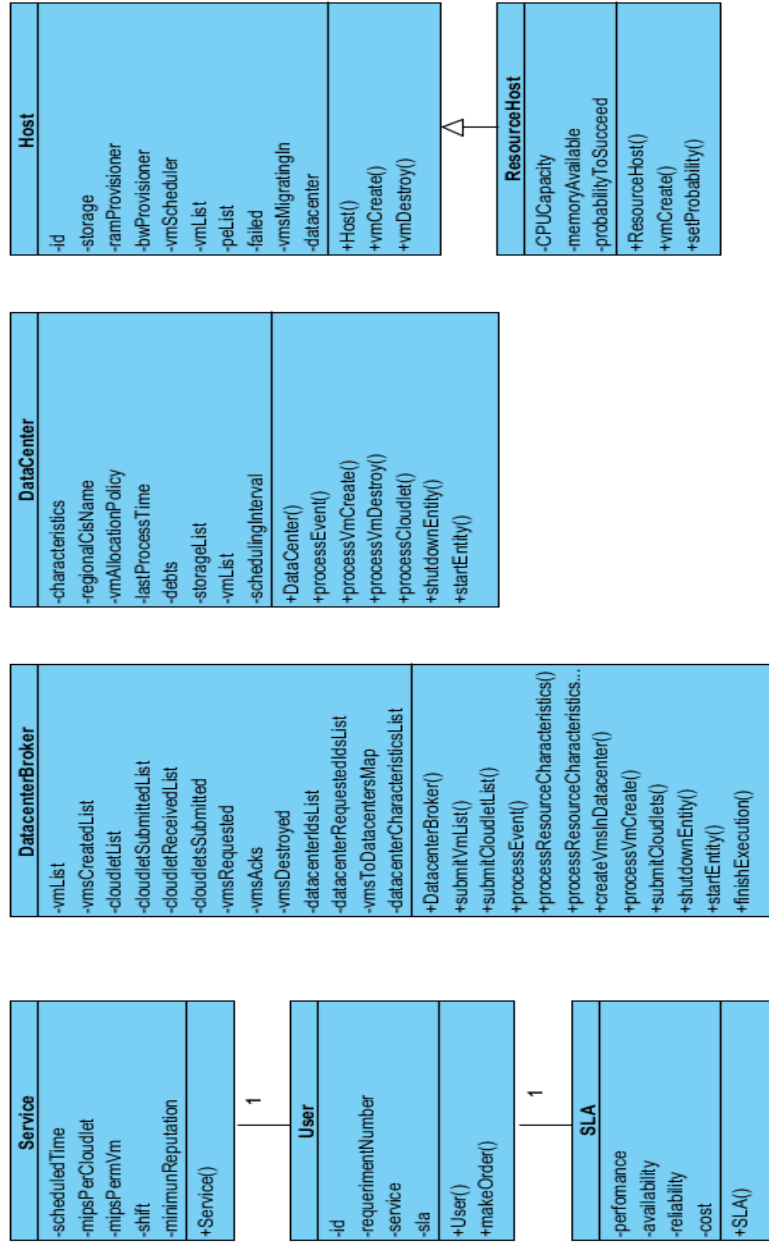 Service
-scheduledTime
-mipsPerCloudlet
-mipsPermVm
-shift
-minimunReputation
+Service()
1
User
-id
-requerimentNumber
-service
-sla
+User()
+makeOrder()
1
SLA
-perfomance
-availability
-reliability
-cost
+SLA()
DatacenterBroker
-vmList
-vmsCreatedList
-cloudletList
-cloudletSubmittedList
-cloudletReceivedList
-cloudletsSubmitted
-vmsRequested
-vmsAcks
-vmsDestroyed
-datacenterIdsList
-datacenterRequestedIdsList
-vmsToDatacentersMap
-datacenterCharacteristicsList
+DatacenterBroker()
+submitVmList()
+submitCloudletList()
+processEvent()
+processResourceCharacteristics()
+processResourceCharacteristics...
+createVmsInDatacenter()
+processVmCreate()
+submitCloudlets()
+shutdownEntity()
+startEntity()
+finishExecution()
DataCenter
-characteristics
-regionalCisName
-vmAllocationPolicy
-lastProcessTime
-debts
-storageList
-vmList
-schedulingInterval
+DataCenter()
+processEvent()
+processVmCreate()
+processVmDestroy()
+processCloudlet()
+shutdownEntity()
+startEntity()
Host
-id
-storage
-ramProvisioner
-bwProvisioner
-vmScheduler
-vmList
-peList
-failed
-vmsMigratingIn
-datacenter
+Host()
+vmCreate()
+vmDestroy()
ResourceHost
-CPUCapacity
-memoryAvailable
-probabilityToSucceed
+ResourceHost()
+vmCreate()
+setProbability()